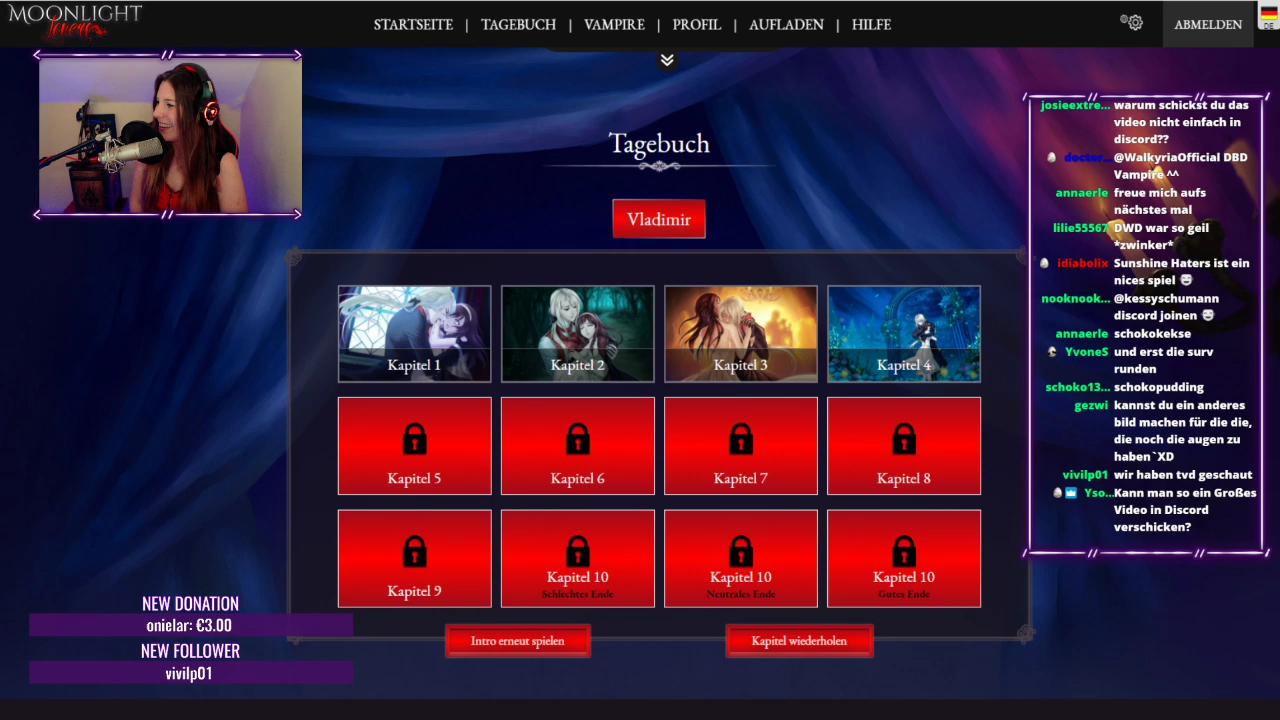 MOONLIGHT
Lovers
STARTSEITE | TAGEBUCH | VAMPIRE | PROFIL | AUFLADEN | HILFE
ABMELDEN
DE
Tagebuch
Vladimir
Kapitel 1
Kapitel 2
Kapitel 3
Kapitel 4
Kapitel 5
Kapitel 6
Kapitel 7
Kapitel 8
Kapitel 9
Kapitel 10
Schlechtes Ende
Kapitel 10
Neutrales Ende
Kapitel 10
Gutes Ende
Intro erneut spielen
Kapitel wiederholen
NEW DONATION
onielar: €3.00
NEW FOLLOWER
vivilp01
josieextre... warum schickst du das
video nicht einfach in
discord??
doctor... @WalkyriaOfficial DBD
Vampire ^^
annaerle freue mich aufs
nächstes mal
lilie55567 DWD war so geil
*zwinker*
idiabolix Sunshine Haters ist ein
nices spiel
nooknook... @kessyschumann
discord joinen
annaerle schokokekse
YvoneS und erst die surv
runden
schoko13... schokopudding
gezwi kannst du ein anderes
bild machen für die die,
die noch die augen zu
haben`XD
vivilp01 wir haben tvd geschaut
Yso... Kann man so ein Großes
Video in Discord
verschicken?